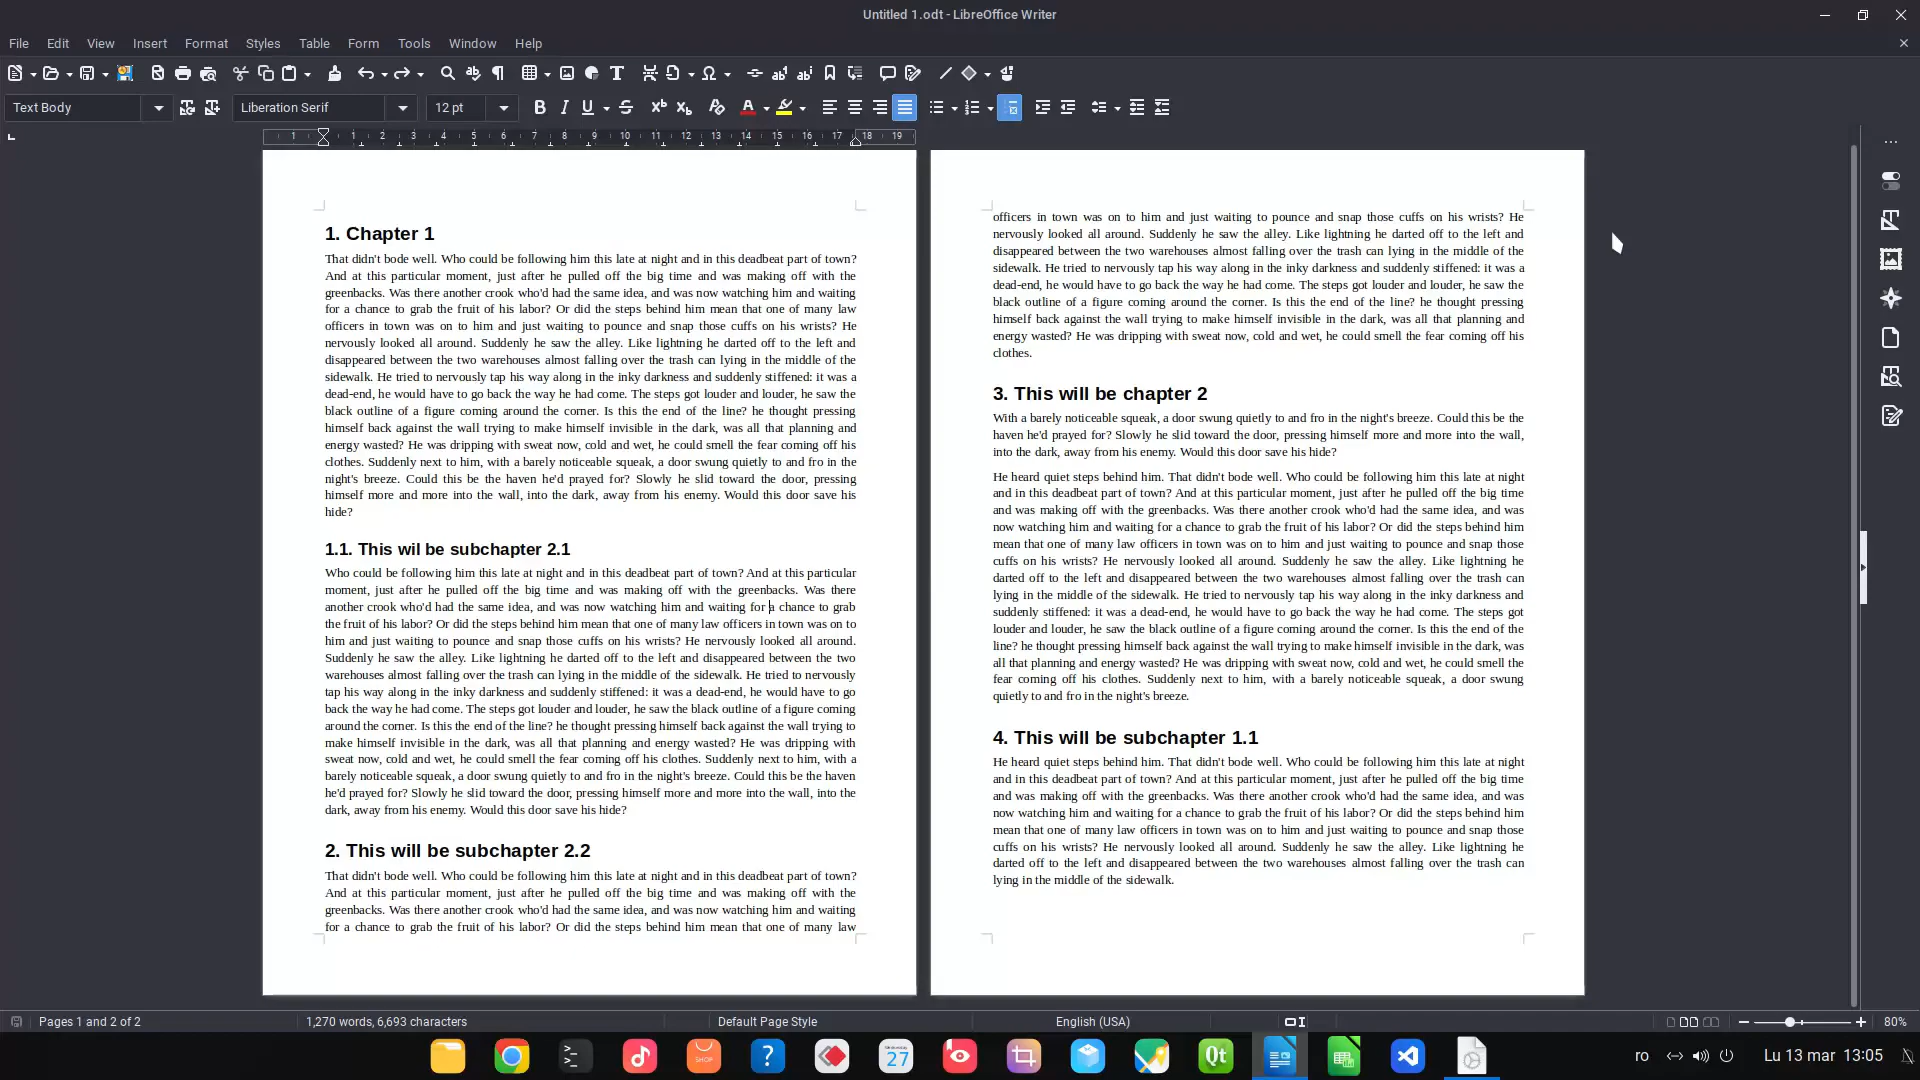 Untitled 1.odt - LibreOffice Writer
File Edit View Insert Format Styles Table Form Tools Window Help
Text Body Liberation Serif 12 pt
1 1 2 3 4 5 6 7 8 9 10 11 12 13 14 15 16 17 18 19
1. Chapter 1
That didn't bode well. Who could be following him this late at night and in this deadbeat part of town?
And at this particular moment, just after he pulled off the big time and was making off with the
greenbacks. Was there another crook who'd had the same idea, and was now watching him and waiting
for a chance to grab the fruit of his labor? Or did the steps behind him mean that one of many law
officers in town was on to him and just waiting to pounce and snap those cuffs on his wrists? He
nervously looked all around. Suddenly he saw the alley. Like lightning he darted off to the left and
disappeared between the two warehouses almost falling over the trash can lying in the middle of the
sidewalk. He tried to nervously tap his way along in the inky darkness and suddenly stiffened: it was a
dead-end, he would have to go back the way he had come. The steps got louder and louder, he saw the
black outline of a figure coming around the corner. Is this the end of the line? he thought pressing
himself back against the wall trying to make himself invisible in the dark, was all that planning and
energy wasted? He was dripping with sweat now, cold and wet, he could smell the fear coming off his
clothes. Suddenly next to him, with a barely noticeable squeak, a door swung quietly to and fro in the
night's breeze. Could this be the haven he'd prayed for? Slowly he slid toward the door, pressing
himself more and more into the wall, into the dark, away from his enemy. Would this door save his
hide?
1.1. This wil be subchapter 2.1
Who could be following him this late at night and in this deadbeat part of town? And at this particular
moment, just after he pulled off the big time and was making off with the greenbacks. Was there
another crook who'd had the same idea, and was now watching him and waiting for a chance to grab
the fruit of his labor? Or did the steps behind him mean that one of many law officers in town was on to
him and just waiting to pounce and snap those cuffs on his wrists? He nervously looked all around.
Suddenly he saw the alley. Like lightning he darted off to the left and disappeared between the two
warehouses almost falling over the trash can lying in the middle of the sidewalk. He tried to nervously
tap his way along in the inky darkness and suddenly stiffened: it was a dead-end, he would have to go
back the way he had come. The steps got louder and louder, he saw the black outline of a figure coming
around the corner. Is this the end of the line? he thought pressing himself back against the wall trying to
make himself invisible in the dark, was all that planning and energy wasted? He was dripping with
sweat now, cold and wet, he could smell the fear coming off his clothes. Suddenly next to him, with a
barely noticeable squeak, a door swung quietly to and fro in the night's breeze. Could this be the haven
he'd prayed for? Slowly he slid toward the door, pressing himself more and more into the wall, into the
dark, away from his enemy. Would this door save his hide?
2. This will be subchapter 2.2
That didn't bode well. Who could be following him this late at night and in this deadbeat part of town?
And at this particular moment, just after he pulled off the big time and was making off with the
greenbacks. Was there another crook who'd had the same idea, and was now watching him and waiting
for a chance to grab the fruit of his labor? Or did the steps behind him mean that one of many law
officers in town was on to him and just waiting to pounce and snap those cuffs on his wrists? He
nervously looked all around. Suddenly he saw the alley. Like lightning he darted off to the left and
disappeared between the two warehouses almost falling over the trash can lying in the middle of the
sidewalk. He tried to nervously tap his way along in the inky darkness and suddenly stiffened: it was a
dead-end, he would have to go back the way he had come. The steps got louder and louder, he saw the
black outline of a figure coming around the corner. Is this the end of the line? he thought pressing
himself back against the wall trying to make himself invisible in the dark, was all that planning and
energy wasted? He was dripping with sweat now, cold and wet, he could smell the fear coming off his
clothes.
3. This will be chapter 2
With a barely noticeable squeak, a door swung quietly to and fro in the night's breeze. Could this be the
haven he'd prayed for? Slowly he slid toward the door, pressing himself more and more into the wall,
into the dark, away from his enemy. Would this door save his hide?
He heard quiet steps behind him. That didn't bode well. Who could be following him this late at night
and in this deadbeat part of town? And at this particular moment, just after he pulled off the big time
and was making off with the greenbacks. Was there another crook who'd had the same idea, and was
now watching him and waiting for a chance to grab the fruit of his labor? Or did the steps behind him
mean that one of many law officers in town was on to him and just waiting to pounce and snap those
cuffs on his wrists? He nervously looked all around. Suddenly he saw the alley. Like lightning he
darted off to the left and disappeared between the two warehouses almost falling over the trash can
lying in the middle of the sidewalk. He tried to nervously tap his way along in the inky darkness and
suddenly stiffened: it was a dead-end, he would have to go back the way he had come. The steps got
louder and louder, he saw the black outline of a figure coming around the corner. Is this the end of the
line? he thought pressing himself back against the wall trying to make himself invisible in the dark, was
all that planning and energy wasted? He was dripping with sweat now, cold and wet, he could smell the
fear coming off his clothes. Suddenly next to him, with a barely noticeable squeak, a door swung
quietly to and fro in the night's breeze.
4. This will be subchapter 1.1
He heard quiet steps behind him. That didn't bode well. Who could be following him this late at night
and in this deadbeat part of town? And at this particular moment, just after he pulled off the big time
and was making off with the greenbacks. Was there another crook who'd had the same idea, and was
now watching him and waiting for a chance to grab the fruit of his labor? Or did the steps behind him
mean that one of many law officers in town was on to him and just waiting to pounce and snap those
cuffs on his wrists? He nervously looked all around. Suddenly he saw the alley. Like lightning he
darted off to the left and disappeared between the two warehouses almost falling over the trash can
lying in the middle of the sidewalk.
Pages 1 and 2 of 2 1,270 words, 6,693 characters Default Page Style English (USA) 80%
SHOP ? 27 Qt ro Lu 13 mar 13:05